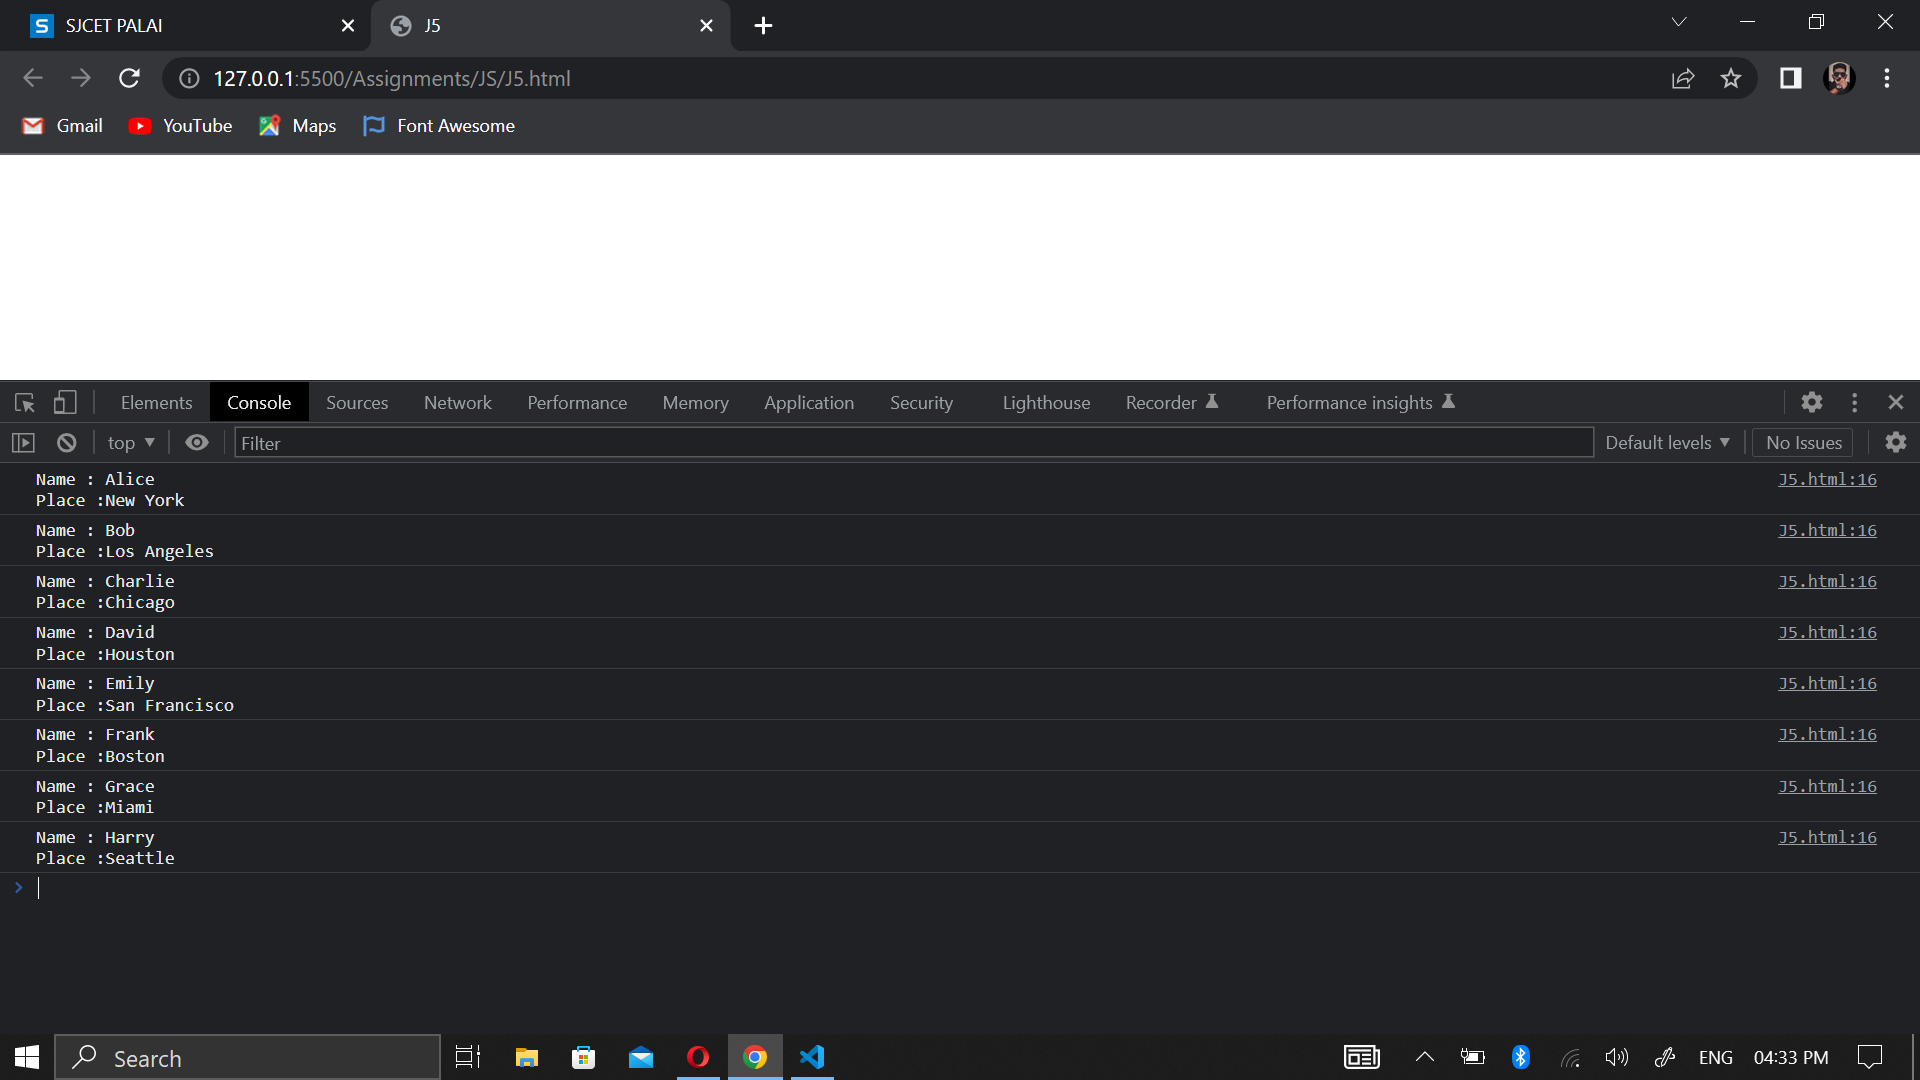 SJCET PALAI
J5
127.0.0.1:5500/Assignments/JS/J5.html
Gmail YouTube Maps Font Awesome
Elements Console Sources Network Performance Memory Application Security Lighthouse Recorder Performance insights
top Filter Default levels No Issues
Name : Alice J5.html:16
Place :New York
Name : Bob J5.html:16
Place :Los Angeles
Name : Charlie J5.html:16
Place :Chicago
Name : David J5.html:16
Place :Houston
Name : Emily J5.html:16
Place :San Francisco
Name : Frank J5.html:16
Place :Boston
Name : Grace J5.html:16
Place :Miami
Name : Harry J5.html:16
Place :Seattle
Search ENG 04:33 PM